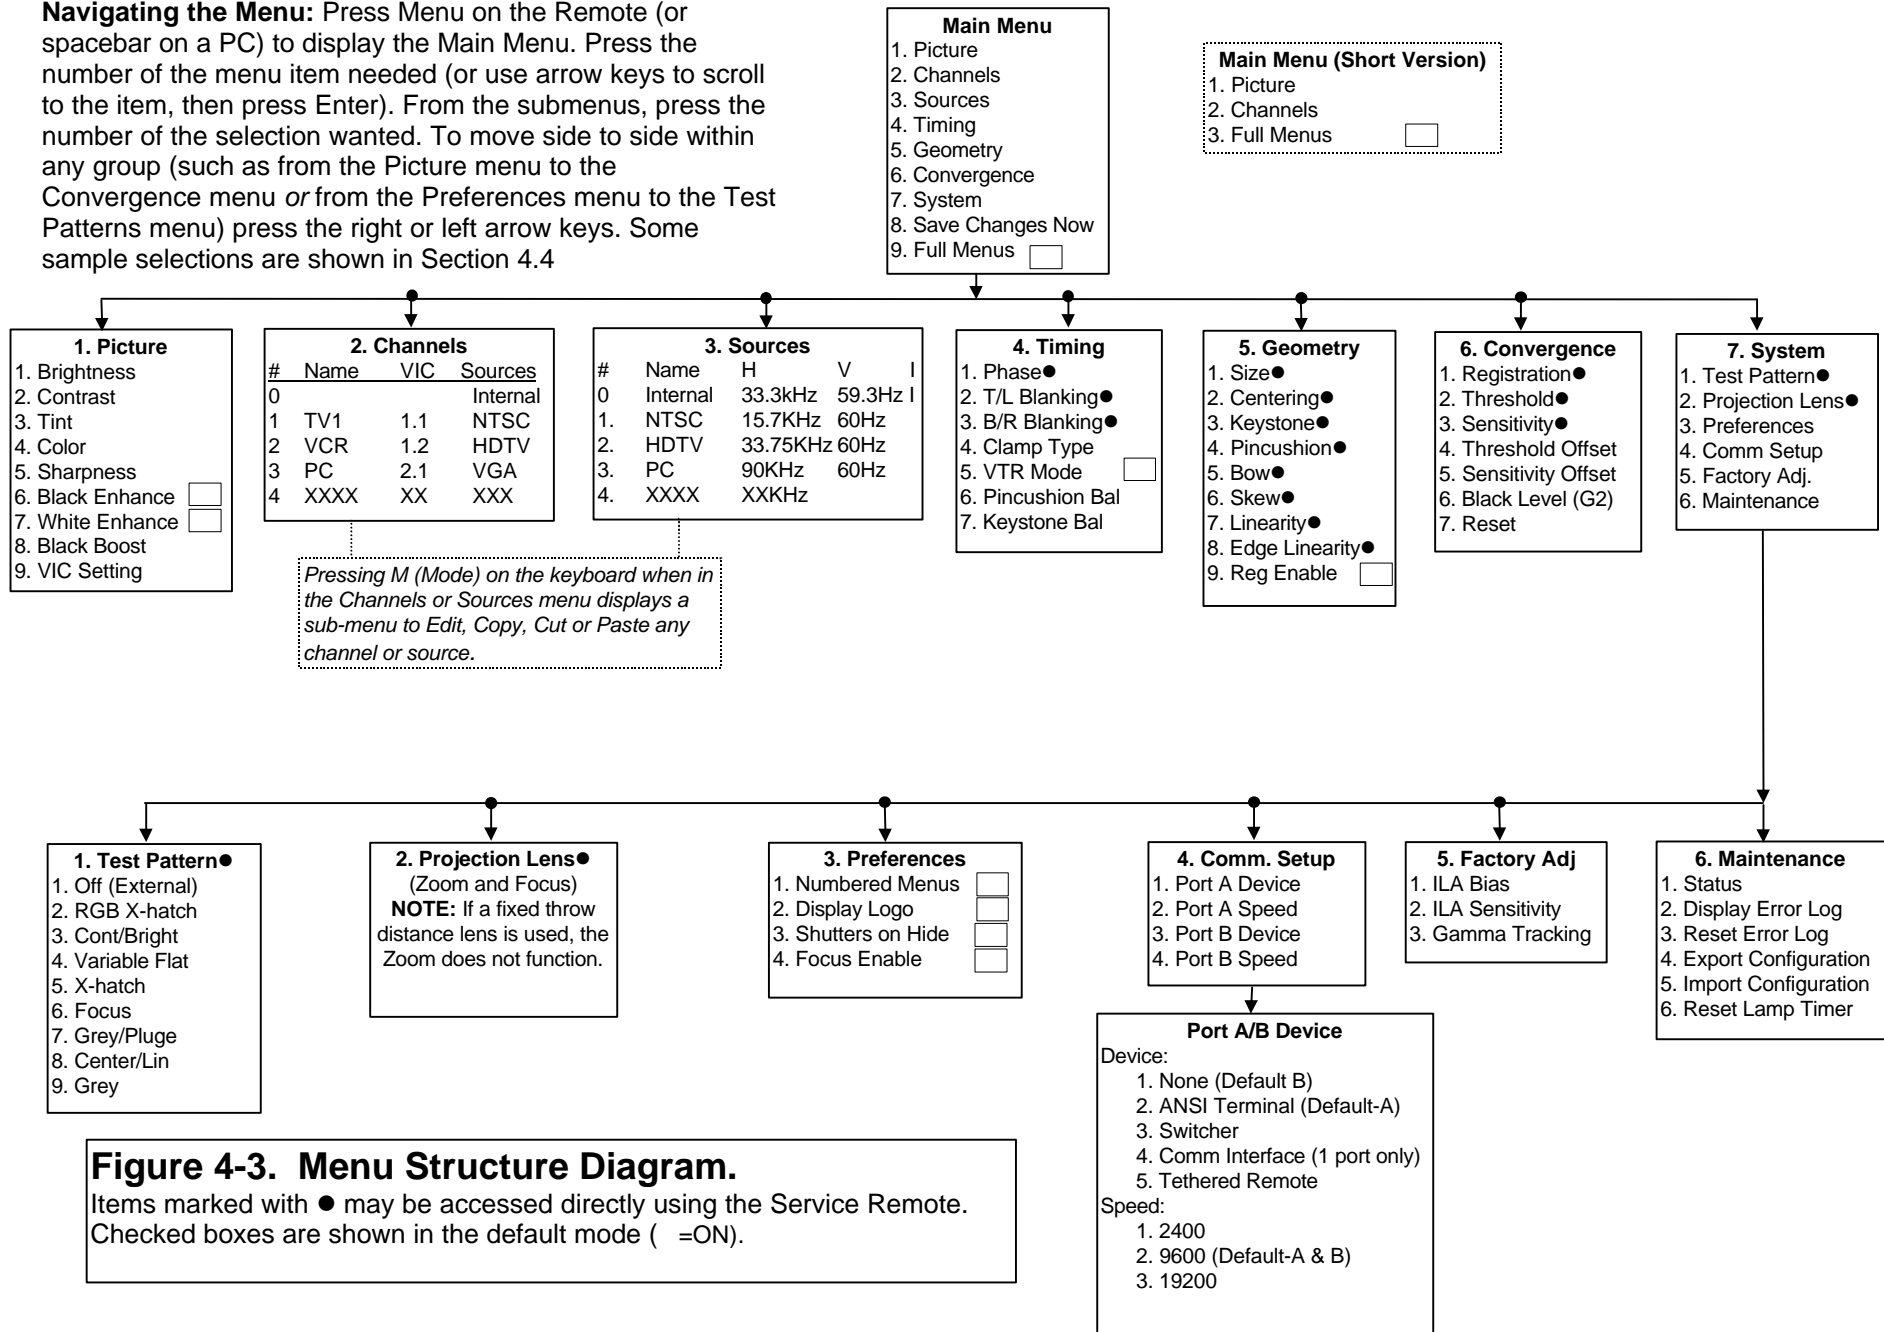 Navigating the Menu: Press Menu on the Remote (or
spacebar on a PC) to display the Main Menu. Press the
number of the menu item needed (or use arrow keys to scroll
to the item, then press Enter). From the submenus, press the
number of the selection wanted. To move side to side within
any group (such as from the Picture menu to the
Convergence menu or from the Preferences menu to the Test
Patterns menu) press the right or left arrow keys. Some
sample selections are shown in Section 4.4
Main Menu
1. Picture
2. Channels
3. Sources
4. Timing
5. Geometry
6. Convergence
7. System
8. Save Changes Now
9. Full Menus
Main Menu (Short Version)
1. Picture
2. Channels
3. Full Menus
1. Picture
1. Brightness
2. Contrast
3. Tint
4. Color
5. Sharpness
6. Black Enhance
7. White Enhance
8. Black Boost
9. VIC Setting
2. Channels
# Name VIC Sources
0 Internal
1 TV1 1.1 NTSC
2 VCR 1.2 HDTV
3 PC 2.1 VGA
4 XXXX XX XXX
3. Sources
# Name H V I
0 Internal 33.3kHz 59.3Hz I
1. NTSC 15.7KHz 60Hz
2. HDTV 33.75KHz 60Hz
3. PC 90KHz 60Hz
4. XXXX XXKHz
Pressing M (Mode) on the keyboard when in
the Channels or Sources menu displays a
sub-menu to Edit, Copy, Cut or Paste any
channel or source.
4. Timing
1. Phase●
2. T/L Blanking●
3. B/R Blanking●
4. Clamp Type
5. VTR Mode
6. Pincushion Bal
7. Keystone Bal
5. Geometry
1. Size●
2. Centering●
3. Keystone●
4. Pincushion●
5. Bow●
6. Skew●
7. Linearity●
8. Edge Linearity●
9. Reg Enable
6. Convergence
1. Registration●
2. Threshold●
3. Sensitivity●
4. Threshold Offset
5. Sensitivity Offset
6. Black Level (G2)
7. Reset
7. System
1. Test Pattern●
2. Projection Lens●
3. Preferences
4. Comm Setup
5. Factory Adj.
6. Maintenance
1. Test Pattern●
1. Off (External)
2. RGB X-hatch
3. Cont/Bright
4. Variable Flat
5. X-hatch
6. Focus
7. Grey/Pluge
8. Center/Lin
9. Grey
2. Projection Lens●
(Zoom and Focus)
NOTE: If a fixed throw
distance lens is used, the
Zoom does not function.
3. Preferences
1. Numbered Menus
2. Display Logo
3. Shutters on Hide
4. Focus Enable
4. Comm. Setup
1. Port A Device
2. Port A Speed
3. Port B Device
4. Port B Speed
5. Factory Adj
1. ILA Bias
2. ILA Sensitivity
3. Gamma Tracking
6. Maintenance
1. Status
2. Display Error Log
3. Reset Error Log
4. Export Configuration
5. Import Configuration
6. Reset Lamp Timer
Port A/B Device
Device:
1. None (Default B)
2. ANSI Terminal (Default-A)
3. Switcher
4. Comm Interface (1 port only)
5. Tethered Remote
Speed:
1. 2400
2. 9600 (Default-A & B)
3. 19200
Figure 4-3. Menu Structure Diagram.
Items marked with ● may be accessed directly using the Service Remote.
Checked boxes are shown in the default mode ( =ON).